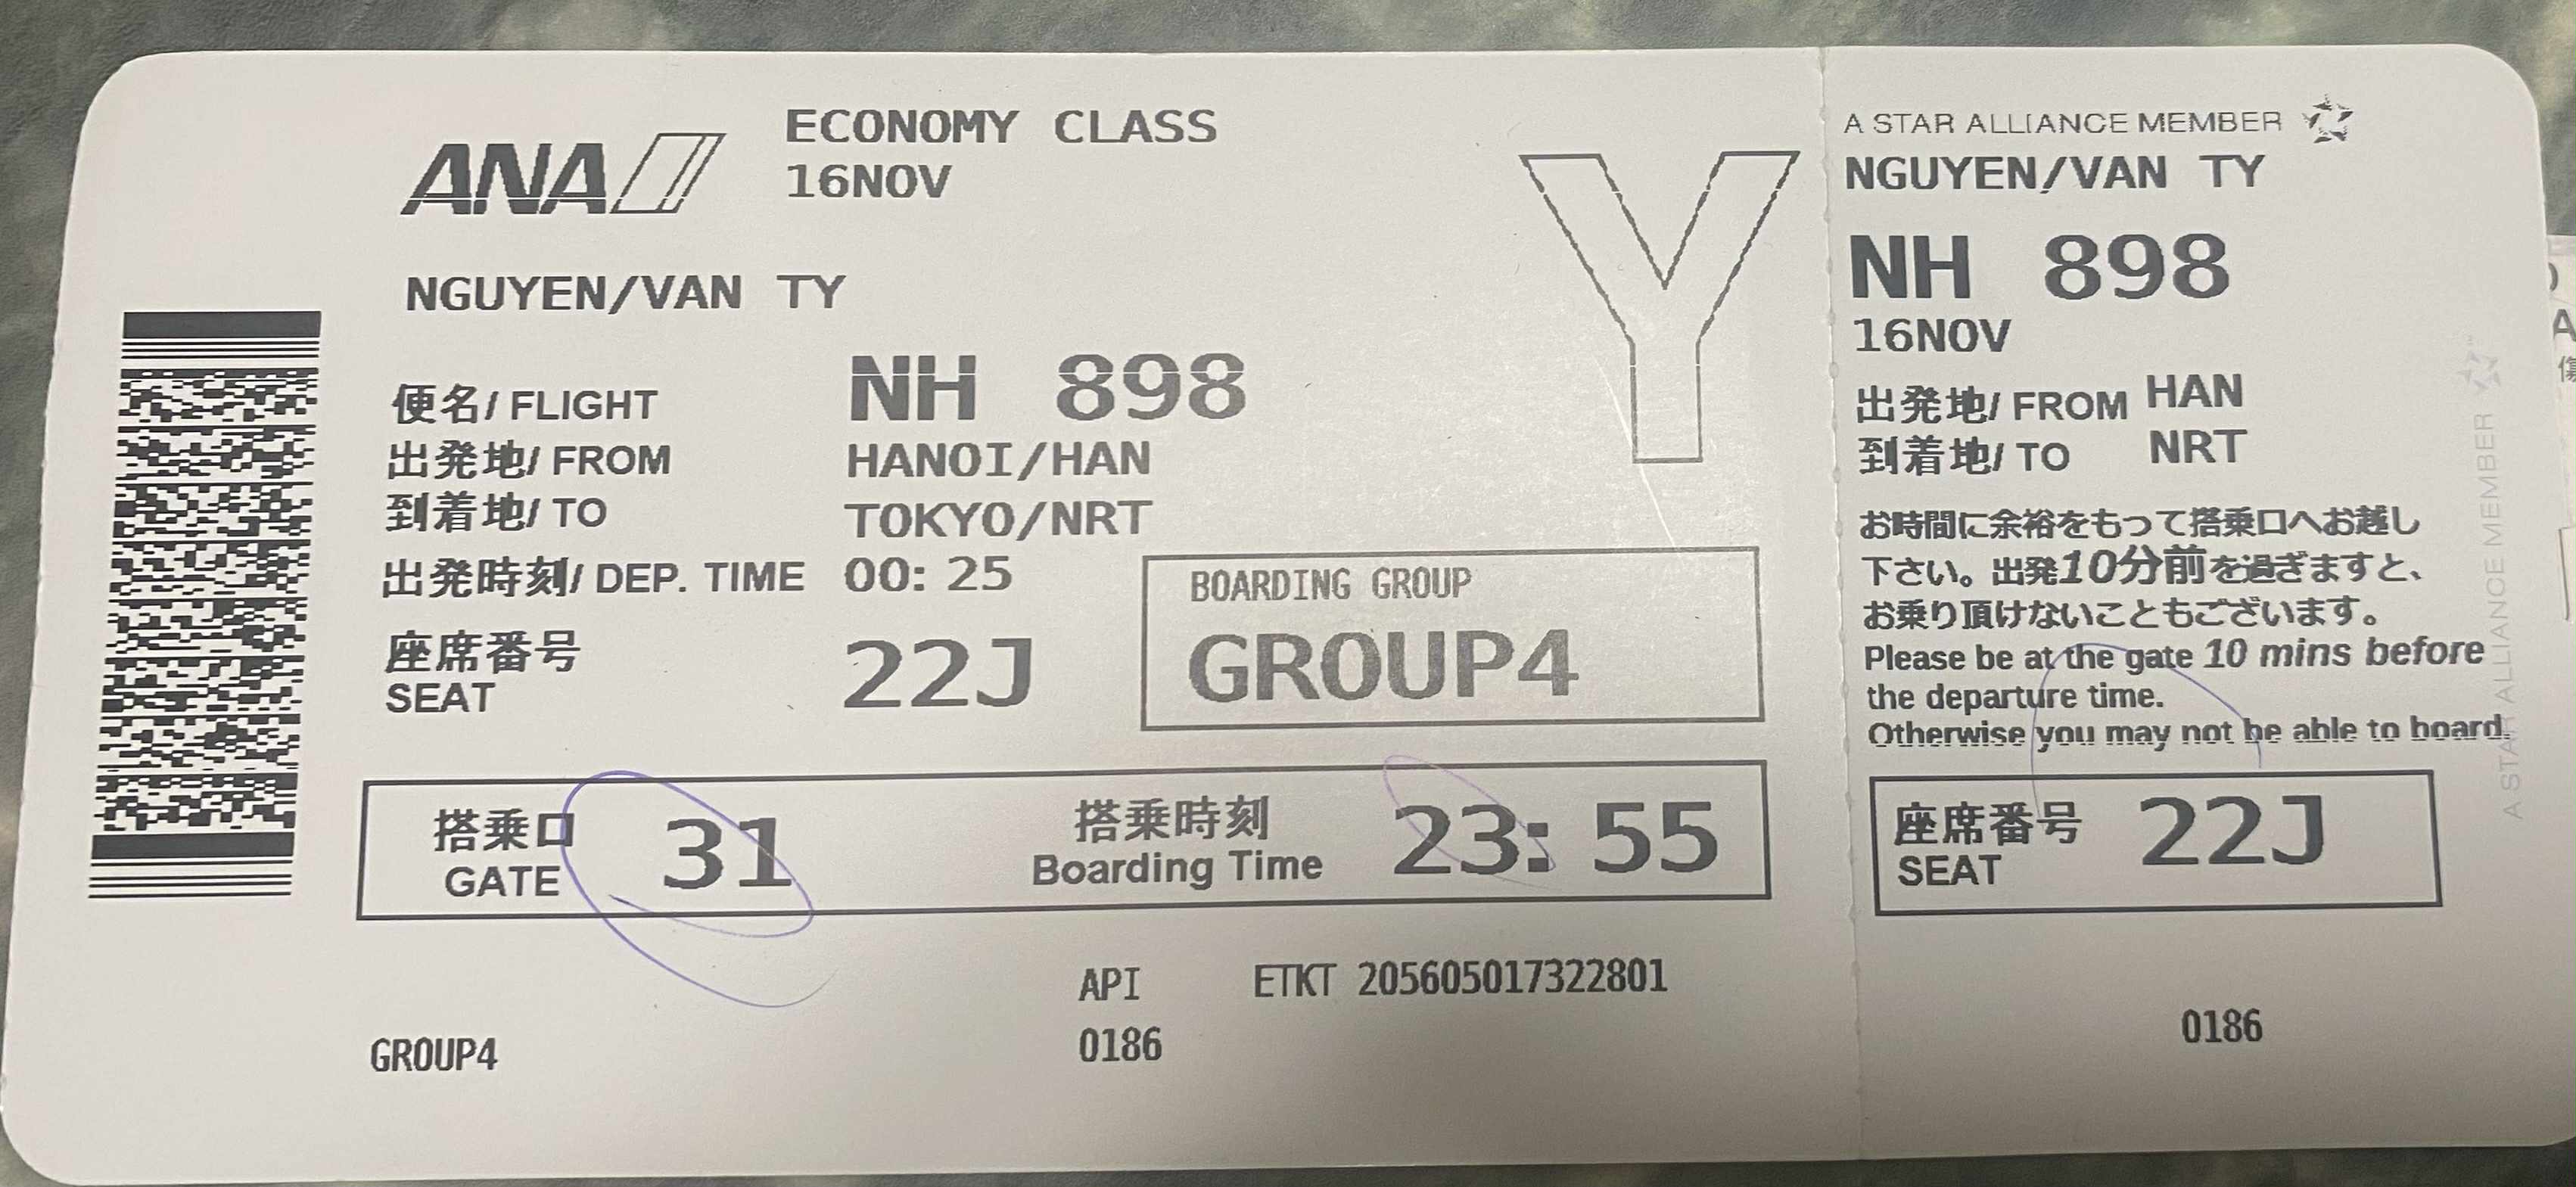 ANA
ECONOMY CLASS
16NOV
Y
NGUYEN/VAN TY
便名/ FLIGHT NH 898
出発地/ FROM HANOI/HAN
到着地/ TO TOKYO/NRT
出発時刻/ DEP. TIME 00: 25
座席番号
SEAT
22J
BOARDING GROUP
GROUP4
搭乗口
GATE
31
搭乗時刻
Boarding Time
23: 55
API ETKT 205605017322801
0186
GROUP4
A STAR ALLIANCE MEMBER
NGUYEN/VAN TY
NH 898
16NOV
出発地/ FROM HAN
到着地/ TO NRT
お時間に余裕をもって搭乗口へお越し
下さい。出発10分前を過ぎますと、
お乗り頂けないこともございます。
Please be at the gate 10 mins before
the departure time.
Otherwise you may not be able to board.
座席番号
SEAT
22J
0186
A STAR ALLIANCE MEMBER